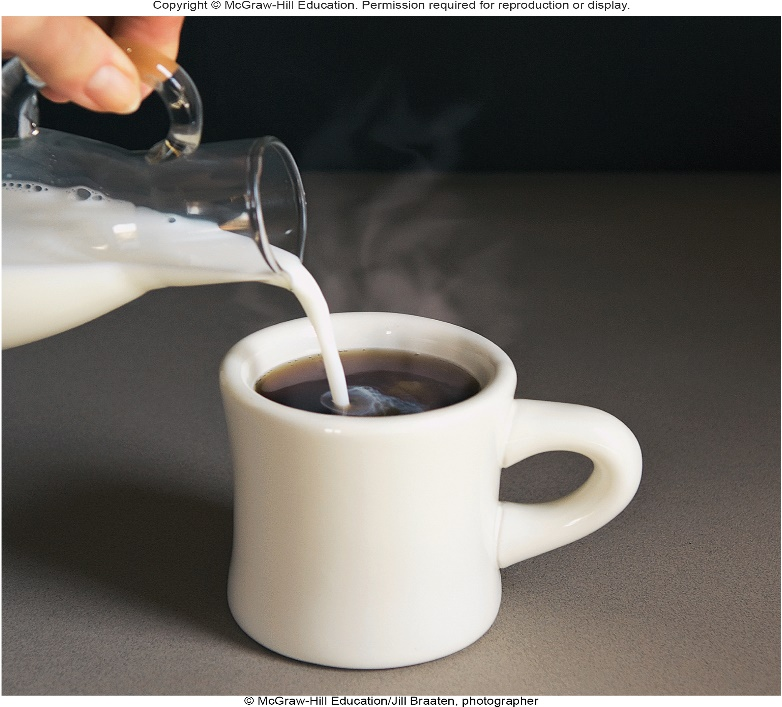 Copyright © McGraw-Hill Education. Permission required for reproduction or display.
© McGraw-Hill Education/Jill Braaten, photographer